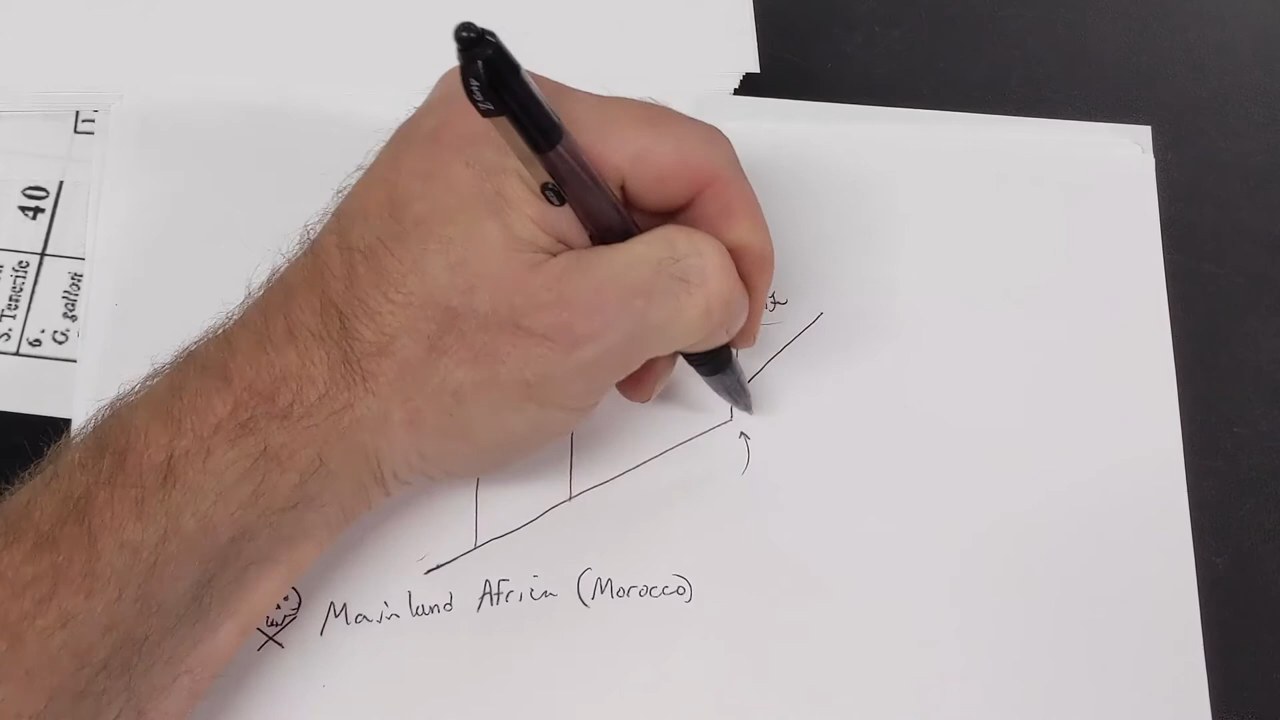 40
S. Tenerife
6.
G. galloti
Mainland Africa (Morocco)